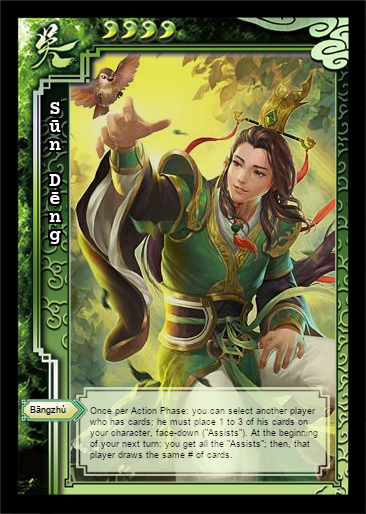 吳
Sūn Dēng
Bāngzhù
Once per Action Phase: you can select another player
who has cards; he must place 1 to 3 of his cards on
your character, face-down ("Assists"). At the beginning
of your next turn: you get all the "Assists"; then, that
player draws the same # of cards.